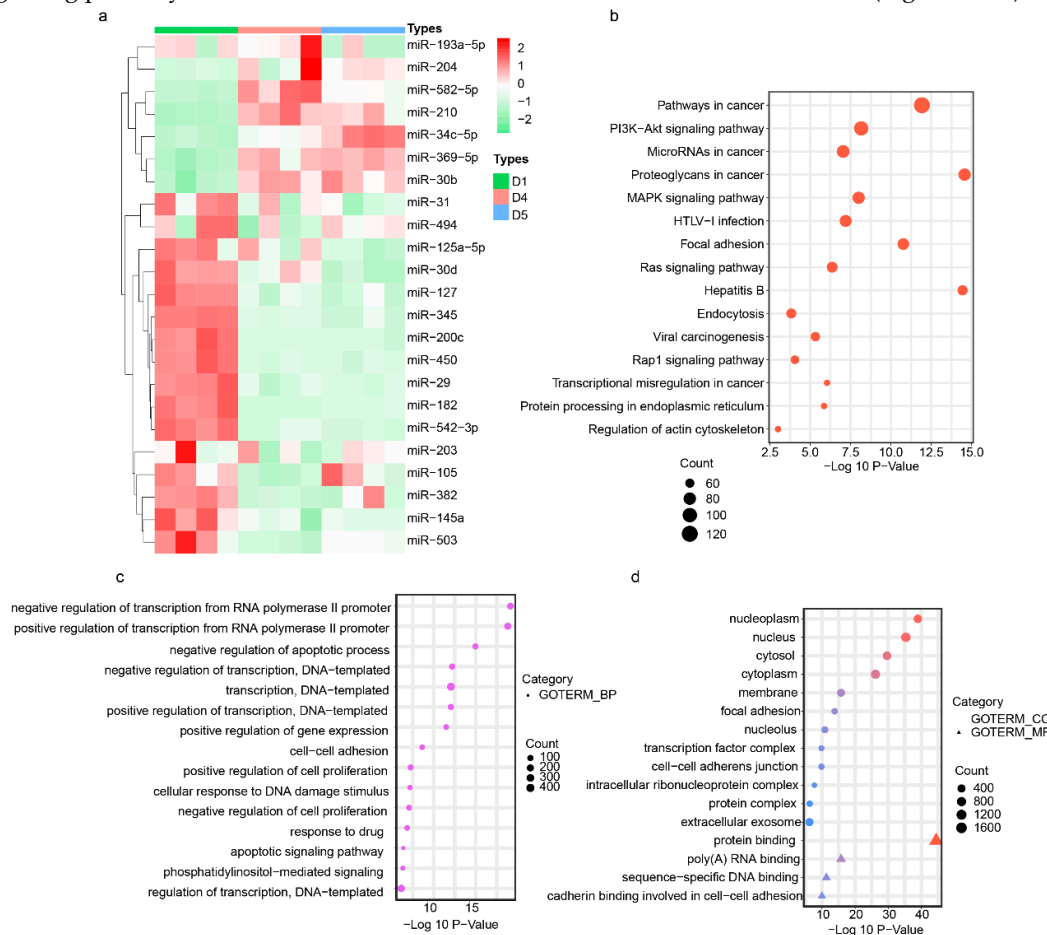 a
Types
miR−193a−5p
miR−204
miR−582−5p
miR−210
miR−34c−5p
miR−369−5p
miR−30b
miR−31
miR−494
miR−125a−5p
miR−30d
miR−127
miR−345
miR−200c
miR−450
miR−29
miR−182
miR−542−3p
miR−203
miR−105
miR−382
miR−145a
miR−503
2
1
0
−1
−2
Types
D1
D4
D5
b
Pathways in cancer
PI3K−Akt signaling pathway
MicroRNAs in cancer
Proteoglycans in cancer
MAPK signaling pathway
HTLV−I infection
Focal adhesion
Ras signaling pathway
Hepatitis B
Endocytosis
Viral carcinogenesis
Rap1 signaling pathway
Transcriptional misregulation in cancer
Protein processing in endoplasmic reticulum
Regulation of actin cytoskeleton
2.5 5.0 7.5 10.0 12.5 15.0
−Log 10 P−Value
Count
60
80
100
120
c
negative regulation of transcription from RNA polymerase II promoter
positive regulation of transcription from RNA polymerase II promoter
negative regulation of apoptotic process
negative regulation of transcription, DNA−templated
transcription, DNA−templated
positive regulation of transcription, DNA−templated
positive regulation of gene expression
cell−cell adhesion
positive regulation of cell proliferation
cellular response to DNA damage stimulus
negative regulation of cell proliferation
response to drug
apoptotic signaling pathway
phosphatidylinositol−mediated signaling
regulation of transcription, DNA−templated
10 15
−Log 10 P−Value
Category
GOTERM_BP
Count
100
200
300
400
d
nucleoplasm
nucleus
cytosol
cytoplasm
membrane
focal adhesion
nucleolus
transcription factor complex
cell−cell adherens junction
intracellular ribonucleoprotein complex
protein complex
extracellular exosome
protein binding
poly(A) RNA binding
sequence−specific DNA binding
cadherin binding involved in cell−cell adhesion
10 20 30 40
−Log 10 P−Value
Category
GOTERM_CC
GOTERM_MF
Count
400
800
1200
1600